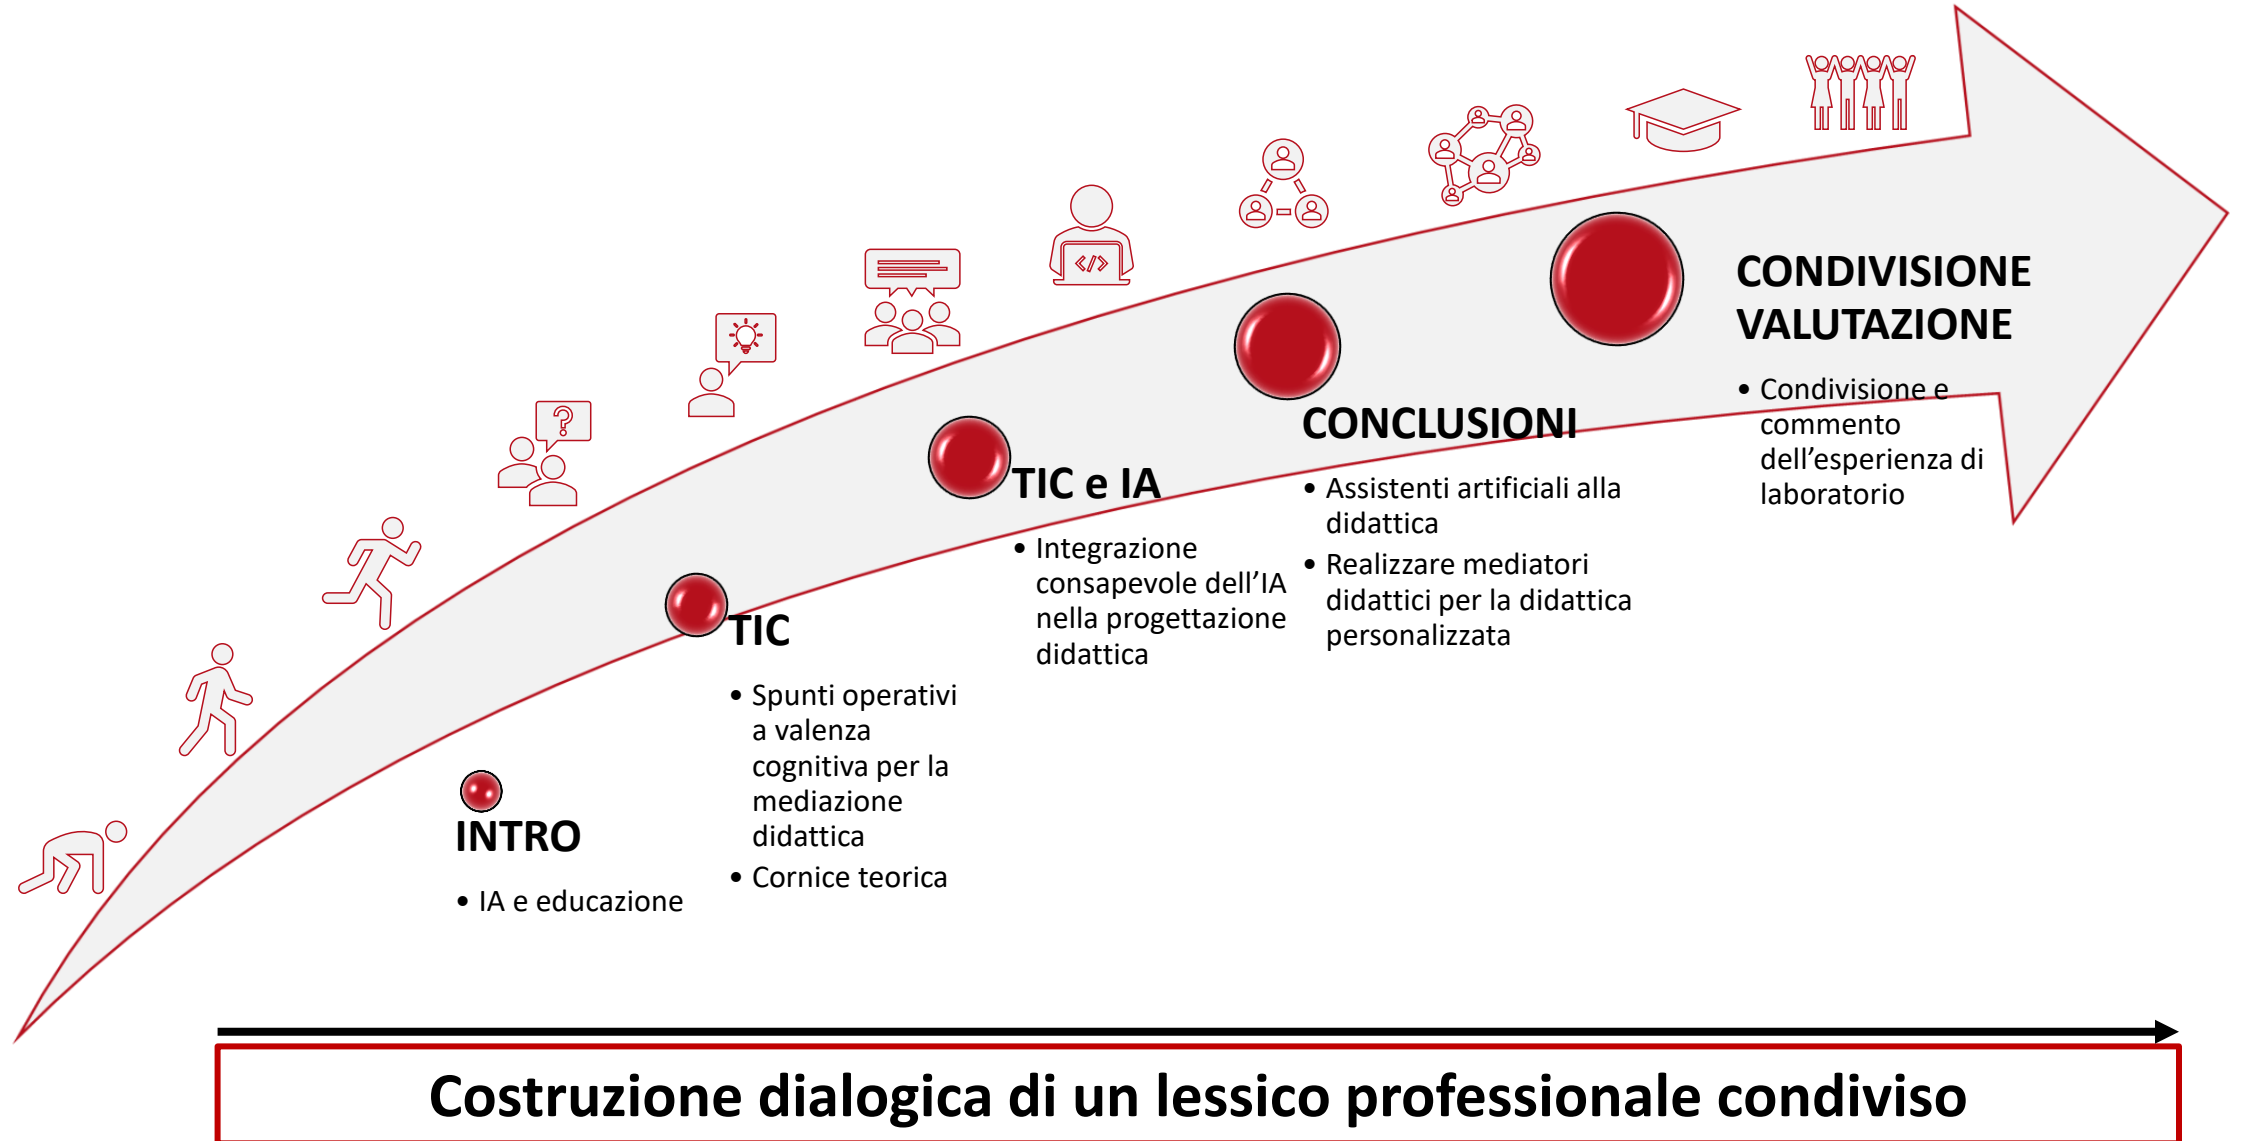 INTRO
• IA e educazione
TIC
• Spunti operativi
a valenza
cognitiva per la
mediazione
didattica
• Cornice teorica
TIC e IA
• Integrazione
consapevole dell’IA
nella progettazione
didattica
CONCLUSIONI
• Assistenti artificiali alla
didattica
• Realizzare mediatori
didattici per la didattica
personalizzata
CONDIVISIONE
VALUTAZIONE
• Condivisione e
commento
dell’esperienza di
laboratorio
Costruzione dialogica di un lessico professionale condiviso